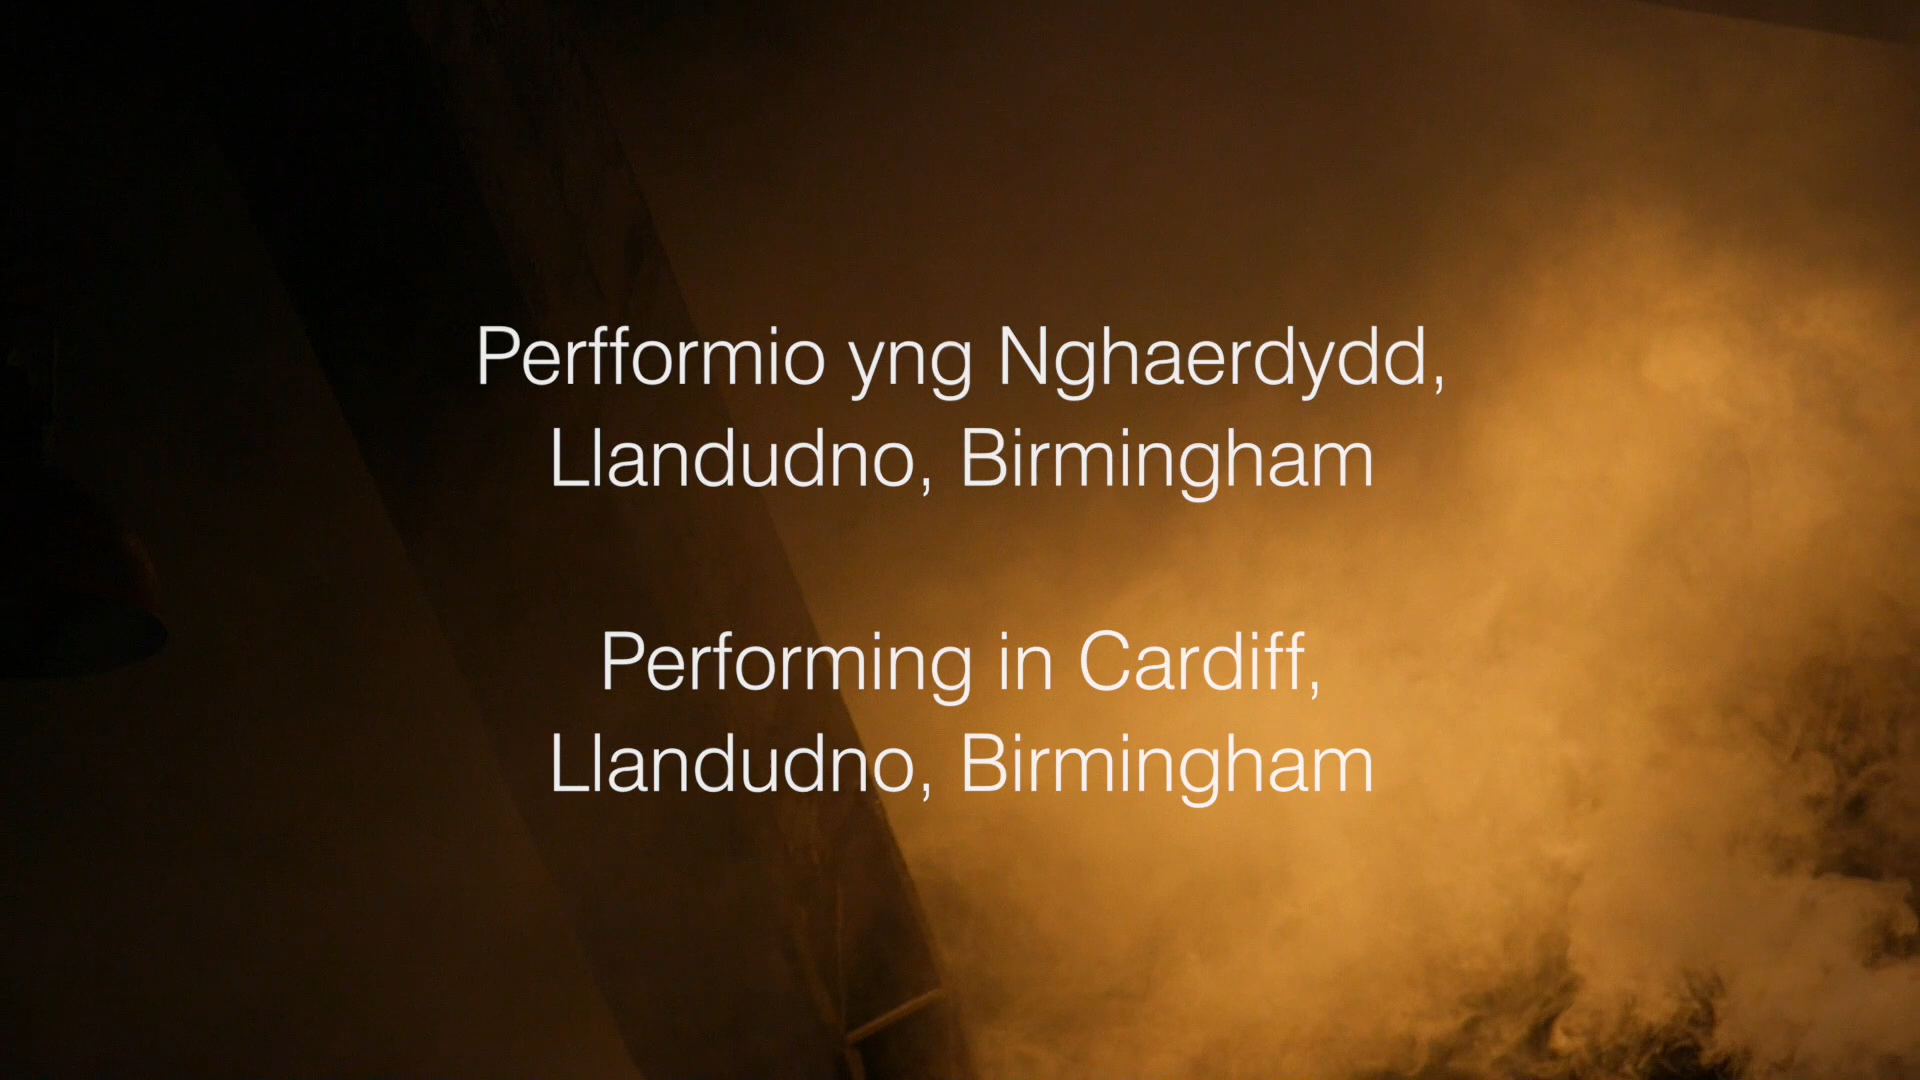 Perfformio yng Nghaerdydd,
Llandudno, Birmingham
Performing in Cardiff,
Llandudno, Birmingham